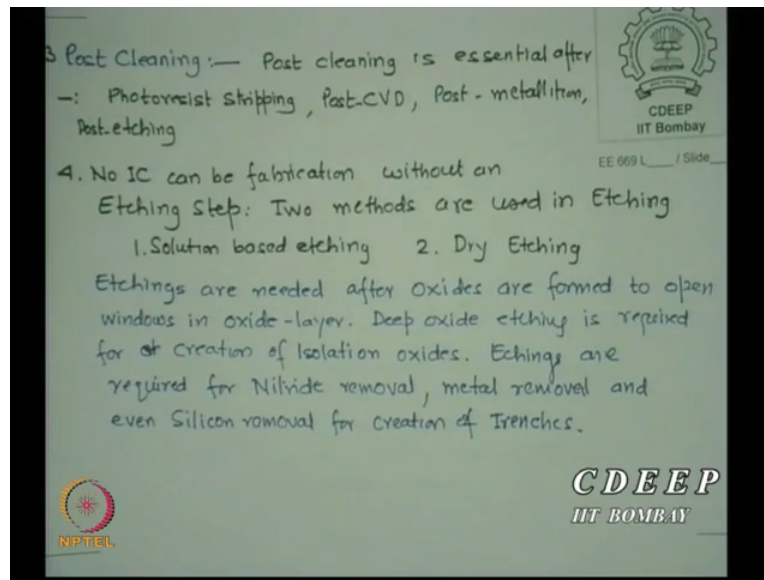 3 Post Cleaning :— Post cleaning is essential after
—: Photoresist Stripping, Post-CVD, Post-metallition,
Post-etching
4. No IC can be fabrication without an
Etching Step: Two methods are used in Etching
1. Solution based etching 2. Dry Etching
Etchings are needed after oxides are formed to open
windows in oxide-layer. Deep oxide etching is required
for creation of Isolation oxides. Echings are
required for Nitride removal, metal removal and
even Silicon romoval for creation of Trenches.
CDEEP
IIT Bombay
EE 669 L____ / Slide___
NPTEL
CDEEP
IIT BOMBAY